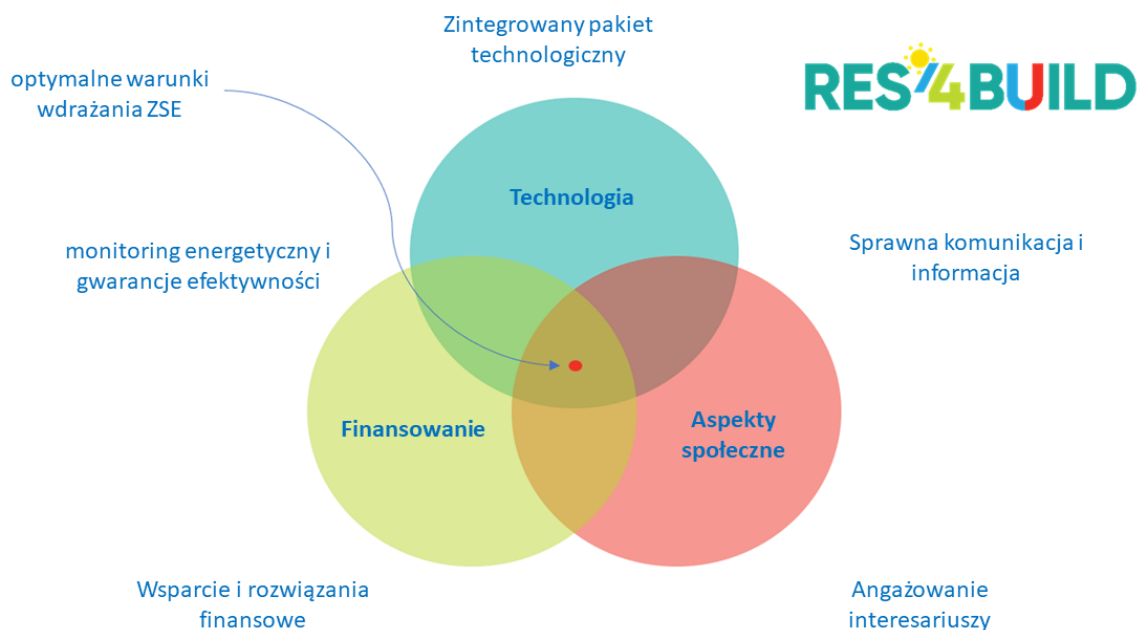 Zintegrowany pakiet
technologiczny
RES4BUILD
optymalne warunki
wdrażania ZSE
Technologia
monitoring energetyczny i
gwarancje efektywności
Sprawna komunikacja i
informacja
Finansowanie
Aspekty
społeczne
Wsparcie i rozwiązania
finansowe
Angażowanie
interesariuszy